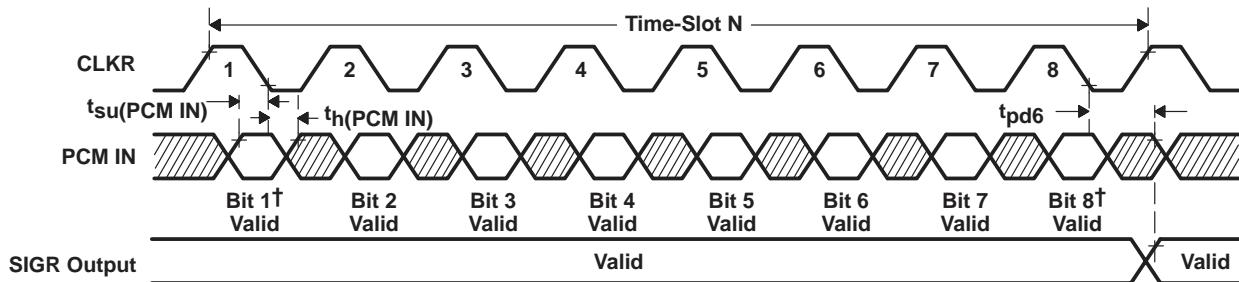 Time-Slot N
CLKR
1 2 3 4 5 6 7 8
tsu(PCM IN)
th(PCM IN)
tpd6
PCM IN
Bit 1† Bit 2 Bit 3 Bit 4 Bit 5 Bit 6 Bit 7 Bit 8†
Valid Valid Valid Valid Valid Valid Valid Valid
SIGR Output
Valid
Valid